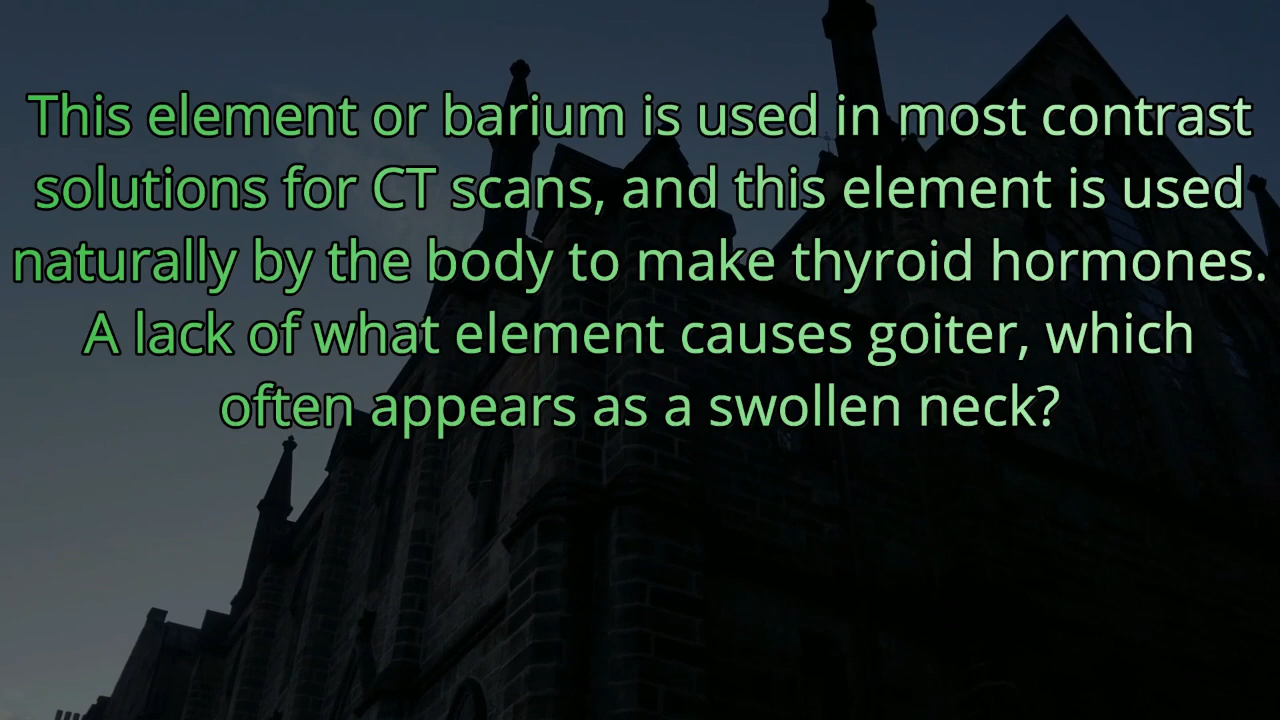 This element or barium is used in most contrast
solutions for CT scans, and this element is used
naturally by the body to make thyroid hormones.
A lack of what element causes goiter, which
often appears as a swollen neck?